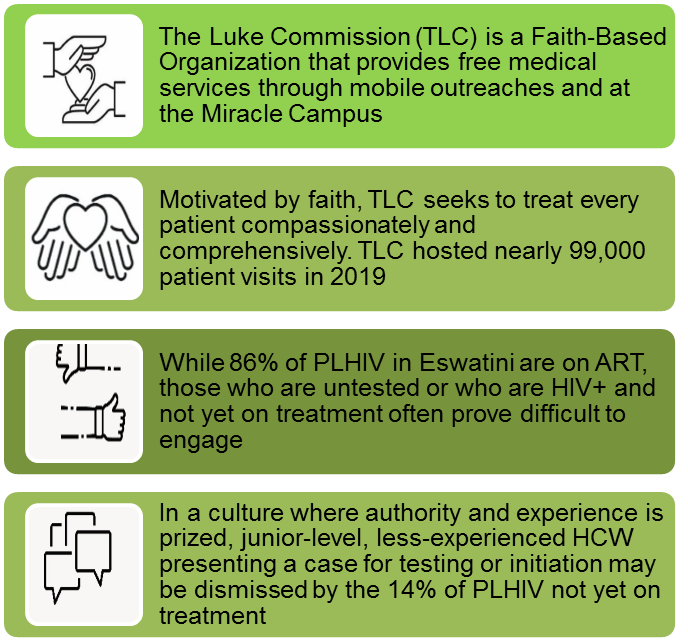 The Luke Commission (TLC) is a Faith-Based
Organization that provides free medical
services through mobile outreaches and at
the Miracle Campus
Motivated by faith, TLC seeks to treat every
patient compassionately and
comprehensively. TLC hosted nearly 99,000
patient visits in 2019
While 86% of PLHIV in Eswatini are on ART,
those who are untested or who are HIV+ and
not yet on treatment often prove difficult to
engage
In a culture where authority and experience is
prized, junior-level, less-experienced HCW
presenting a case for testing or initiation may
be dismissed by the 14% of PLHIV not yet on
treatment